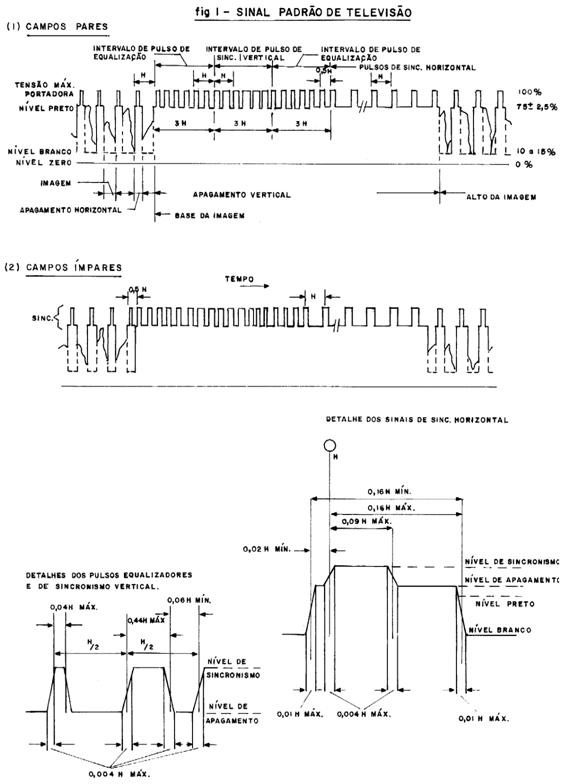 fig 1 - SINAL PADRÃO DE TELEVISÃO
(1) CAMPOS PARES
INTERVALO DE PULSO DE EQUALIZAÇÃO
INTERVALO DE PULSO DE SINC. VERTICAL
INTERVALO DE PULSO DE EQUALIZAÇÃO
PULSOS DE SINC. HORIZONTAL
H
H
H
0,5H
H
TENSÃO MÁX. PORTADORA
100%
NÍVEL PRETO
75± 2,5%
3 H
3 H
3 H
NÍVEL BRANCO
10 a 15%
NÍVEL ZERO
0 %
IMAGEM
APAGAMENTO VERTICAL
ALTO DA IMAGEM
APAGAMENTO HORIZONTAL
BASE DA IMAGEM
(2) CAMPOS ÍMPARES
TEMPO
0,5 H
H
SINC.
DETALHE DOS SINAIS DE SINC. HORIZONTAL
H
0,16H MÍN.
0,16H MÁX.
0,09 H MÁX.
0,02 H MÍN.
NÍVEL DE SINCRONISMO
NÍVEL DE APAGAMENTO
NÍVEL PRETO
NÍVEL BRANCO
0,01 H MÁX.
0,004 H MÁX.
0,01 H MÁX.
DETALHES DOS PULSOS EQUALIZADORES
E DE SINCRONISMO VERTICAL.
0,04H MÁX.
0,06H MÍN.
0,44H MÁX
H/2
H/2
NÍVEL DE SINCRONISMO
NÍVEL DE APAGAMENTO
0,004 H MÁX.